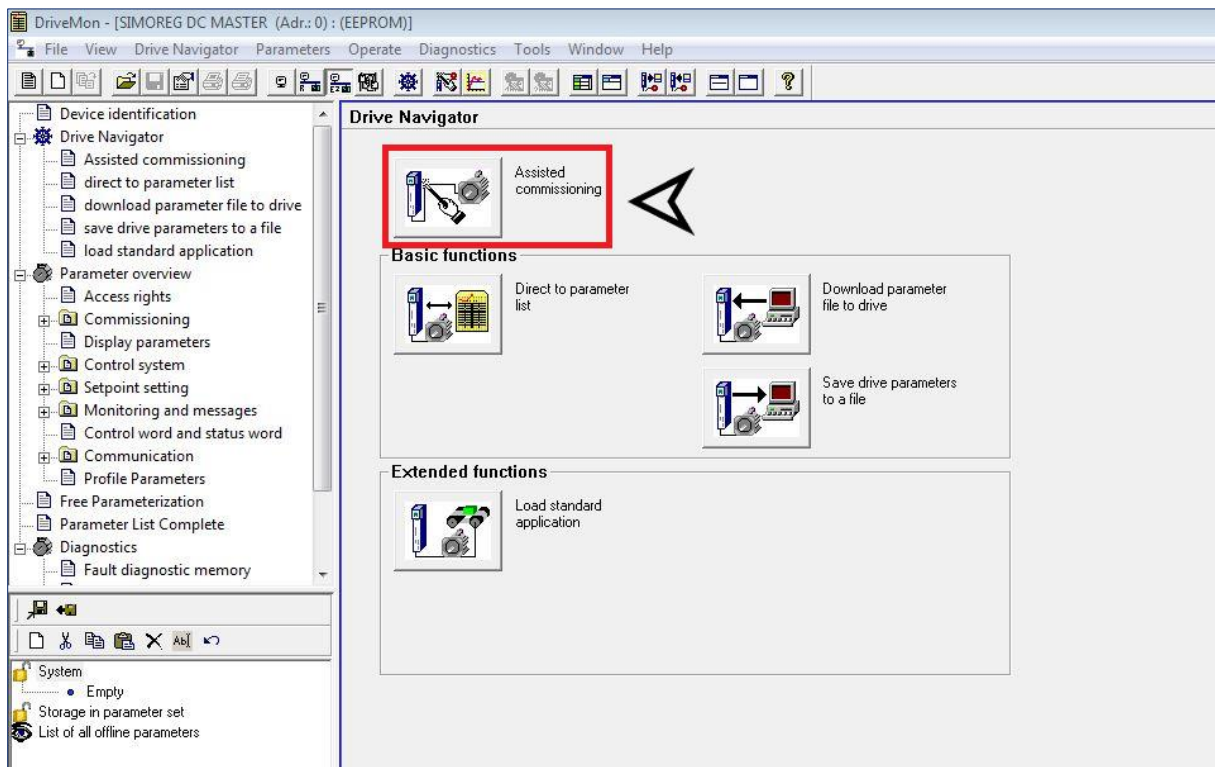 DriveMon - [SIMOREG DC MASTER (Adr.: 0) : (EEPROM)]
File View Drive Navigator Parameters Operate Diagnostics Tools Window Help
Device identification
Drive Navigator
Assisted commissioning
direct to parameter list
download parameter file to drive
save drive parameters to a file
load standard application
Parameter overview
Access rights
Commissioning
Display parameters
Control system
Setpoint setting
Monitoring and messages
Control word and status word
Communication
Profile Parameters
Free Parameterization
Parameter List Complete
Diagnostics
Fault diagnostic memory
System
Empty
Storage in parameter set
List of all offline parameters
Drive Navigator
Assisted
commissioning
Basic functions
Direct to parameter
list
Download parameter
file to drive
Save drive parameters
to a file
Extended functions
Load standard
application